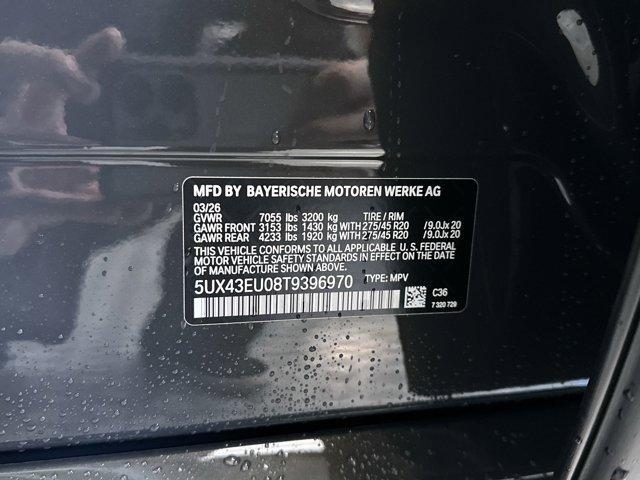 MFD BY BAYERISCHE MOTOREN WERKE AG
03/26
GVWR 7055 lbs 3200 kg TIRE / RIM
GAWR FRONT 3153 lbs 1430 kg WITH 275/45 R20 / 9.0Jx 20
GAWR REAR 4233 lbs 1920 kg WITH 275/45 R20 / 9.0Jx 20
THIS VEHICLE CONFORMS TO ALL APPLICABLE U. S. FEDERAL
MOTOR VEHICLE SAFETY STANDARDS IN EFFECT ON THE DATE
OF MANUFACTURE SHOWN ABOVE.
5UX43EU08T9396970 TYPE: MPV
C36
7 320 729